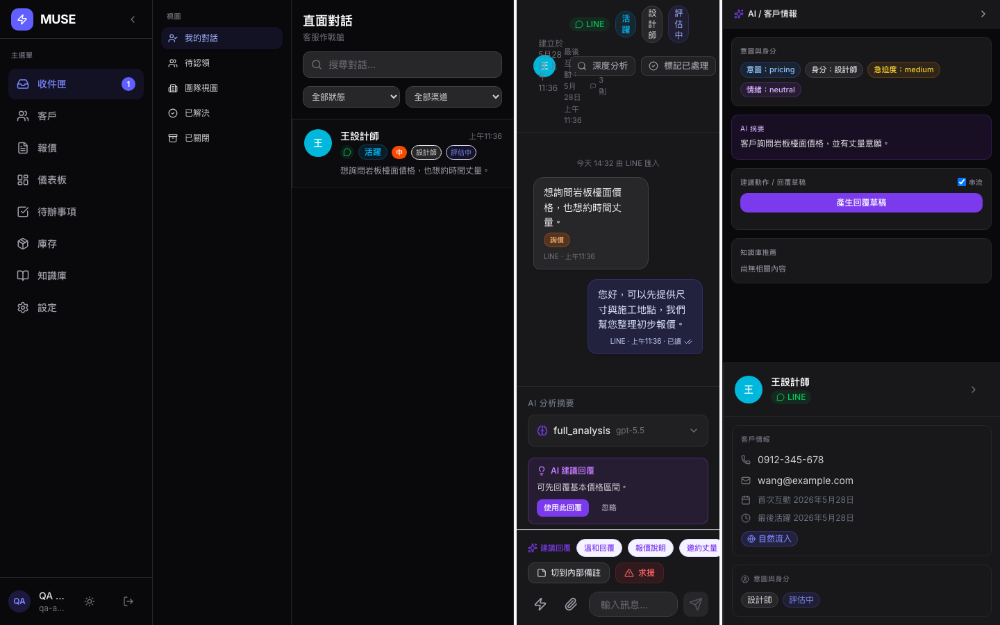 MUSE
主選單
收件匣
1
客戶
報價
儀表板
待辦事項
庫存
知識庫
設定
QA
QA ...
qa-a...
視圖
我的對話
待認領
團隊視圖
已解決
已關閉
直面對話
客服作戰艙
搜尋對話...
全部狀態
全部渠道
王
王設計師
上午11:36
活躍
中
設計師
評估中
想詢問岩板檯面價格，也想約時間丈量。
LINE
活躍
設計師
評估中
王
建立於
5月28
上午
11:36
最後
互
動：
5月
28日
上午
11:36
3
則
深度分析
標記已處理
今天 14:32 由 LINE 匯入
想詢問岩板檯面價
格，也想約時間丈
量。
詢價
LINE · 上午11:36
您好，可以先提供尺
寸與施工地點，我們
幫您整理初步報價。
LINE · 上午11:36 · 已讀
AI 分析摘要
full_analysis gpt-5.5
AI 建議回覆
可先回覆基本價格區間。
使用此回覆
忽略
建議回覆
溫和回覆
報價說明
邀約丈量
切到內部備註
求援
輸入訊息...
AI / 客戶情報
意圖與身分
意圖：pricing
身分：設計師
急迫度：medium
情緒：neutral
AI 摘要
客戶詢問岩板檯面價格，並有丈量意願。
建議動作 / 回覆草稿
串流
產生回覆草稿
知識庫推薦
尚無相關內容
王
王設計師
LINE
客戶情報
0912-345-678
wang@example.com
首次互動 2026年5月28日
最後活躍 2026年5月28日
自然流入
意圖與身分
設計師
評估中